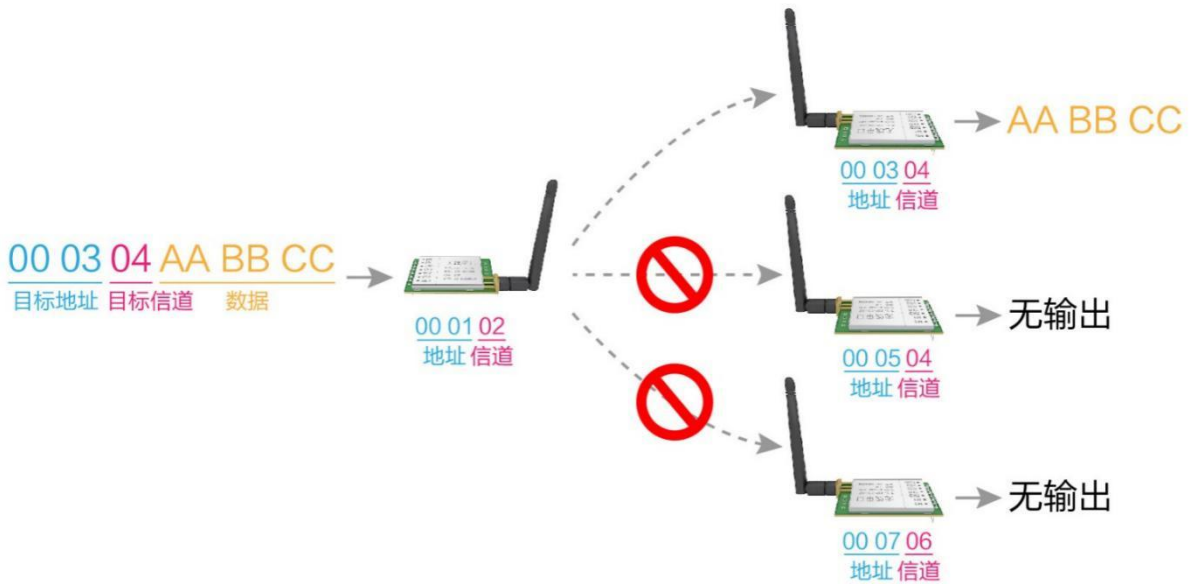 00 03 04 AA BB CC
目标地址 目标信道 数据
00 01 02
地址 信道
AA BB CC
00 03 04
地址 信道
无输出
00 05 04
地址 信道
无输出
00 07 06
地址 信道